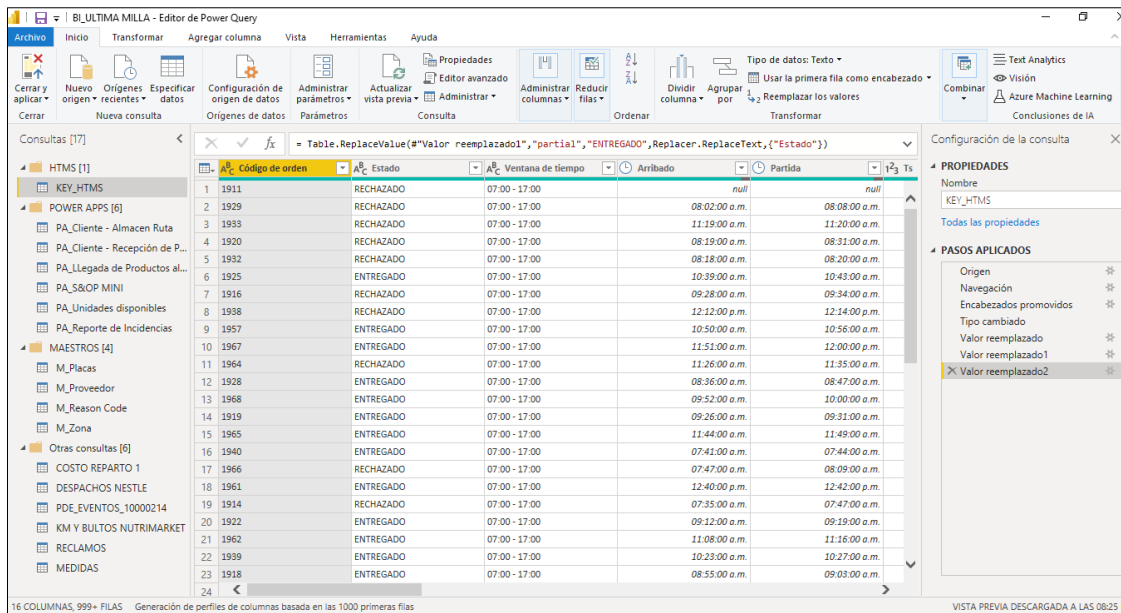 BI_ULTIMA MILLA - Editor de Power Query
Archivo Inicio Transformar Agregar columna Vista Herramientas Ayuda
Cerrar y aplicar
Nuevo origen
Orígenes recientes
Especificar datos
Configuración de origen de datos
Administrar parámetros
Actualizar vista previa
Propiedades
Editor avanzado
Administrar
Administrar columnas
Reducir filas
Dividir columna
Agrupar por
Tipo de datos: Texto
Usar la primera fila como encabezado
Reemplazar los valores
Combinar
Text Analytics
Visión
Azure Machine Learning
Cerrar Nueva consulta Orígenes de datos Parámetros Consulta Ordenar Transformar Conclusiones de IA
Consultas [17]
HTMS [1]
KEY_HTMS
POWER APPS [6]
PA_Cliente - Almacen Ruta
PA_Cliente - Recepción de P...
PA_LLegada de Productos al...
PA_S&OP MINI
PA_Unidades disponibles
PA_Reporte de Incidencias
MAESTROS [4]
M_Placas
M_Proveedor
M_Reason Code
M_Zona
Otras consultas [6]
COSTO REPARTO 1
DESPACHOS NESTLE
PDE_EVENTOS_10000214
KM Y BULTOS NUTRIMARKET
RECLAMOS
MEDIDAS
fx = Table.ReplaceValue(#"Valor reemplazado1","partial","ENTREGADO",Replacer.ReplaceText,{"Estado"})
ABC Código de orden ABC Estado ABC Ventana de tiempo Arribado Partida 123 Ts
1 1911 RECHAZADO 07:00 - 17:00 null null
2 1929 RECHAZADO 07:00 - 17:00 08:02:00 a.m. 08:08:00 a.m.
3 1933 RECHAZADO 07:00 - 17:00 11:19:00 a.m. 11:20:00 a.m.
4 1920 RECHAZADO 07:00 - 17:00 08:19:00 a.m. 08:31:00 a.m.
5 1932 RECHAZADO 07:00 - 17:00 08:18:00 a.m. 08:20:00 a.m.
6 1925 ENTREGADO 07:00 - 17:00 10:39:00 a.m. 10:43:00 a.m.
7 1916 RECHAZADO 07:00 - 17:00 09:28:00 a.m. 09:34:00 a.m.
8 1938 RECHAZADO 07:00 - 17:00 12:12:00 p.m. 12:14:00 p.m.
9 1957 ENTREGADO 07:00 - 17:00 10:50:00 a.m. 10:56:00 a.m.
10 1967 ENTREGADO 07:00 - 17:00 11:51:00 a.m. 12:00:00 p.m.
11 1964 RECHAZADO 07:00 - 17:00 11:26:00 a.m. 11:35:00 a.m.
12 1928 ENTREGADO 07:00 - 17:00 08:36:00 a.m. 08:47:00 a.m.
13 1968 ENTREGADO 07:00 - 17:00 09:52:00 a.m. 10:00:00 a.m.
14 1919 ENTREGADO 07:00 - 17:00 09:26:00 a.m. 09:31:00 a.m.
15 1965 ENTREGADO 07:00 - 17:00 11:44:00 a.m. 11:49:00 a.m.
16 1940 ENTREGADO 07:00 - 17:00 07:41:00 a.m. 07:44:00 a.m.
17 1966 RECHAZADO 07:00 - 17:00 07:47:00 a.m. 08:09:00 a.m.
18 1961 ENTREGADO 07:00 - 17:00 12:40:00 p.m. 12:42:00 p.m.
19 1914 RECHAZADO 07:00 - 17:00 07:35:00 a.m. 07:47:00 a.m.
20 1922 ENTREGADO 07:00 - 17:00 09:12:00 a.m. 09:19:00 a.m.
21 1962 ENTREGADO 07:00 - 17:00 11:08:00 a.m. 11:16:00 a.m.
22 1939 ENTREGADO 07:00 - 17:00 10:23:00 a.m. 10:27:00 a.m.
23 1918 ENTREGADO 07:00 - 17:00 08:55:00 a.m. 09:03:00 a.m.
24
Configuración de la consulta
PROPIEDADES
Nombre
KEY_HTMS
Todas las propiedades
PASOS APLICADOS
Origen
Navegación
Encabezados promovidos
Tipo cambiado
Valor reemplazado
Valor reemplazado1
Valor reemplazado2
16 COLUMNAS, 999+ FILAS Generación de perfiles de columnas basada en las 1000 primeras filas VISTA PREVIA DESCARGADA A LAS 08:25